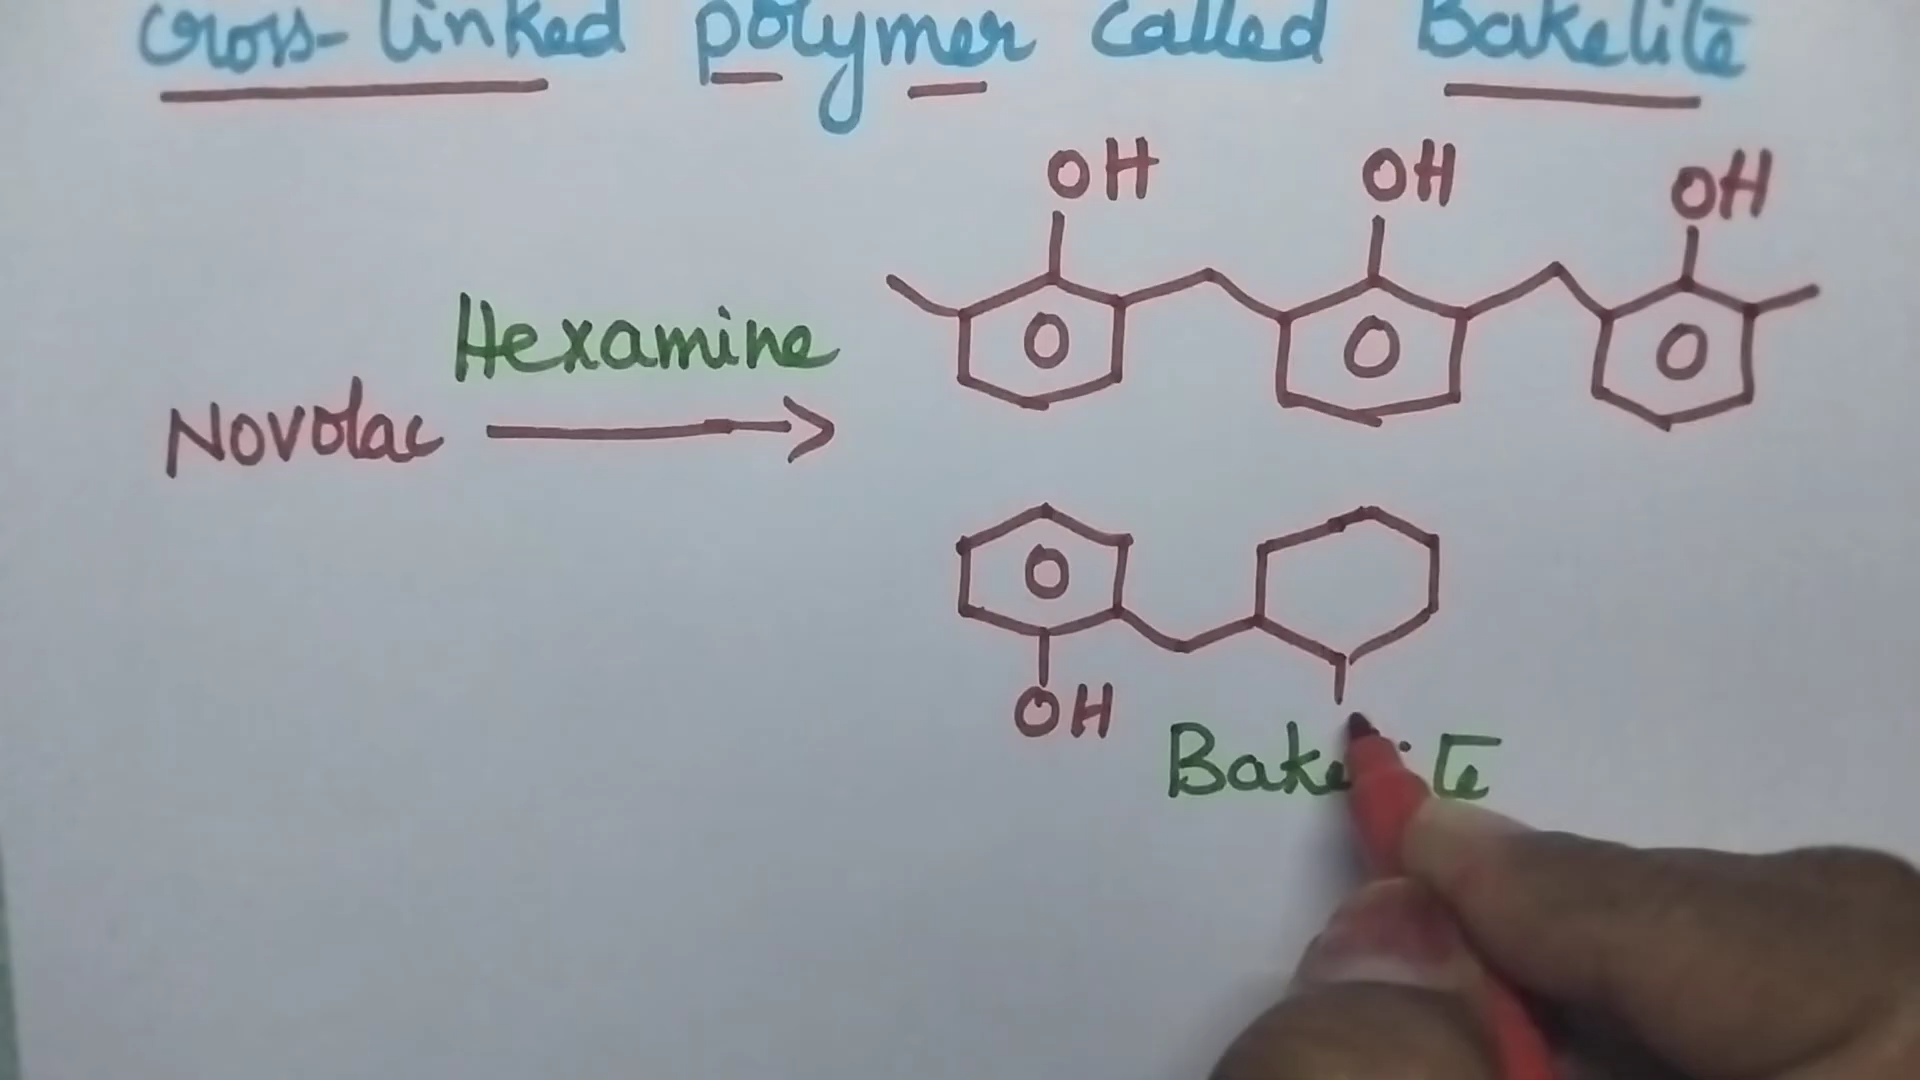 cross-linked polymer called Bakelite
OH OH OH
Hexamine
Novolac
OH